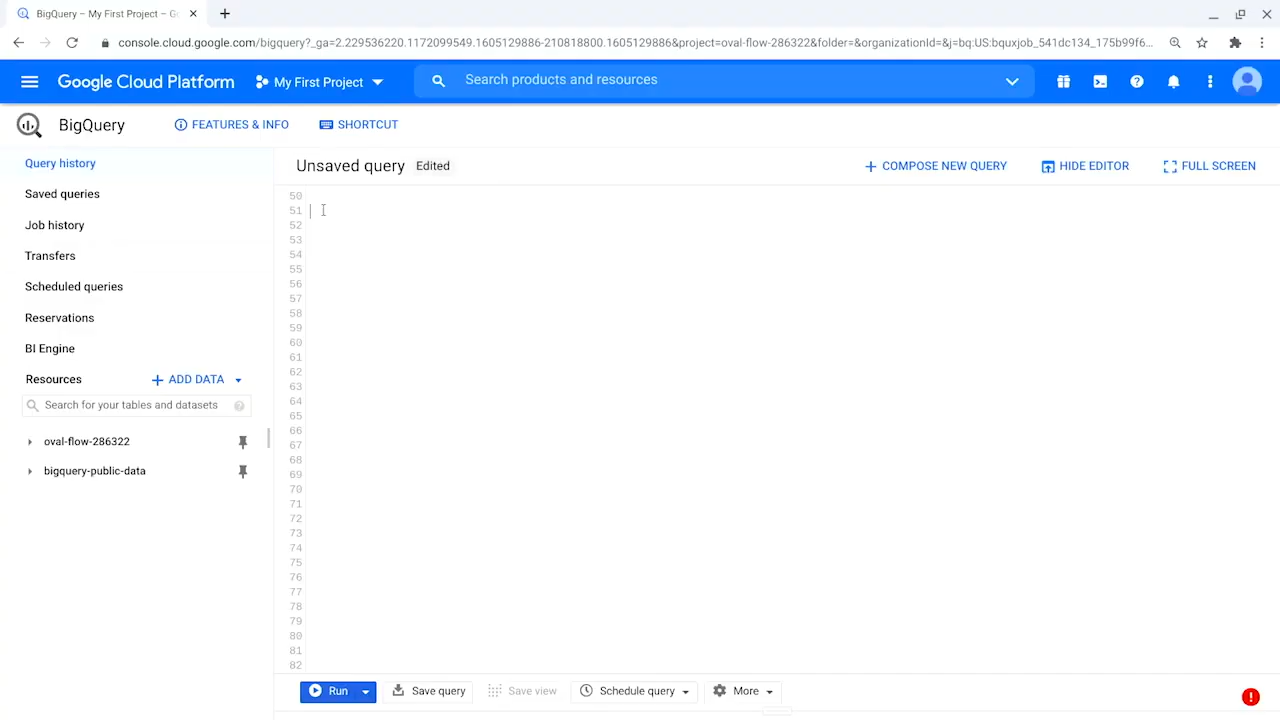 BigQuery – My First Project – Go
console.cloud.google.com/bigquery?_ga=2.229536220.1172099549.1605129886-210818800.1605129886&project=oval-flow-286322&folder=&organizationId=&j=bq:US:bquxjob_541dc134_175b99f6...
Google Cloud Platform
My First Project
Search products and resources
BigQuery
FEATURES & INFO
SHORTCUT
Query history
Saved queries
Job history
Transfers
Scheduled queries
Reservations
BI Engine
Resources
ADD DATA
Search for your tables and datasets
oval-flow-286322
bigquery-public-data
Unsaved query Edited
COMPOSE NEW QUERY
HIDE EDITOR
FULL SCREEN
50
51
52
53
54
55
56
57
58
59
60
61
62
63
64
65
66
67
68
69
70
71
72
73
74
75
76
77
78
79
80
81
82
Run
Save query
Save view
Schedule query
More